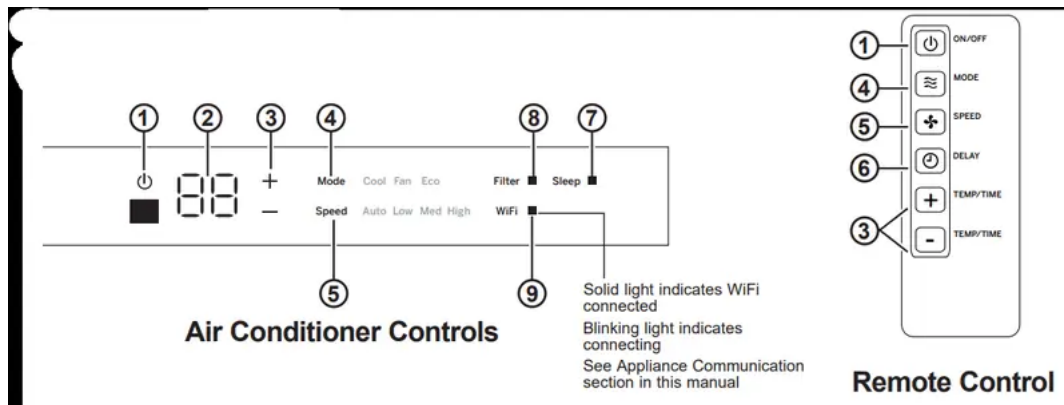 1 2 3 4 8 7
88 + Mode Cool Fan Eco Filter Sleep
− Speed Auto Low Med High WiFi
5 9
Solid light indicates WiFi
connected
Blinking light indicates
connecting
See Appliance Communication
section in this manual
Air Conditioner Controls
1 ON/OFF
4 MODE
5 SPEED
6 DELAY
3 + TEMP/TIME
- TEMP/TIME
Remote Control